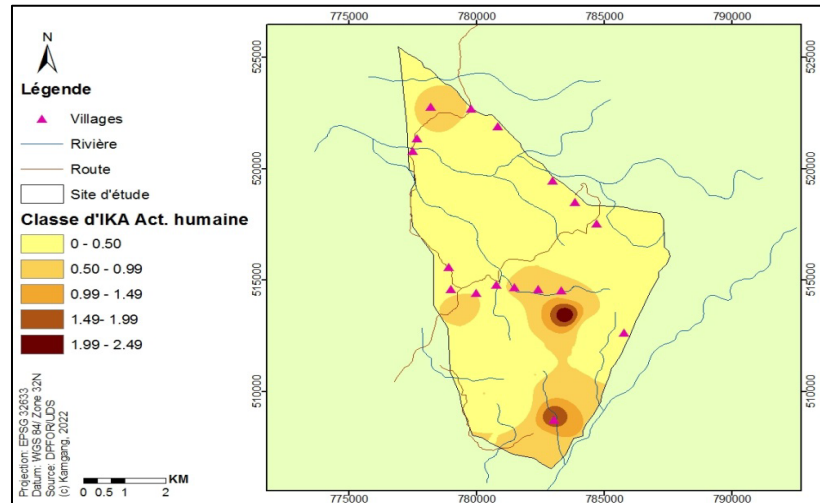 775000 780000 785000 790000
N
Légende
Villages
Rivière
Route
Site d'étude
Classe d'IKA Act. humaine
0 - 0.50
0.50 - 0.99
0.99 - 1.49
1.49- 1.99
1.99 - 2.49
Projection: EPSG 32633
Datum: WGS 84/ Zone 32N
Source: DPFOR/UDS
(c) Kamgang, 2022
0 0.5 1 2 KM
525000
520000
515000
510000
525000
520000
515000
510000
775000 780000 785000 790000